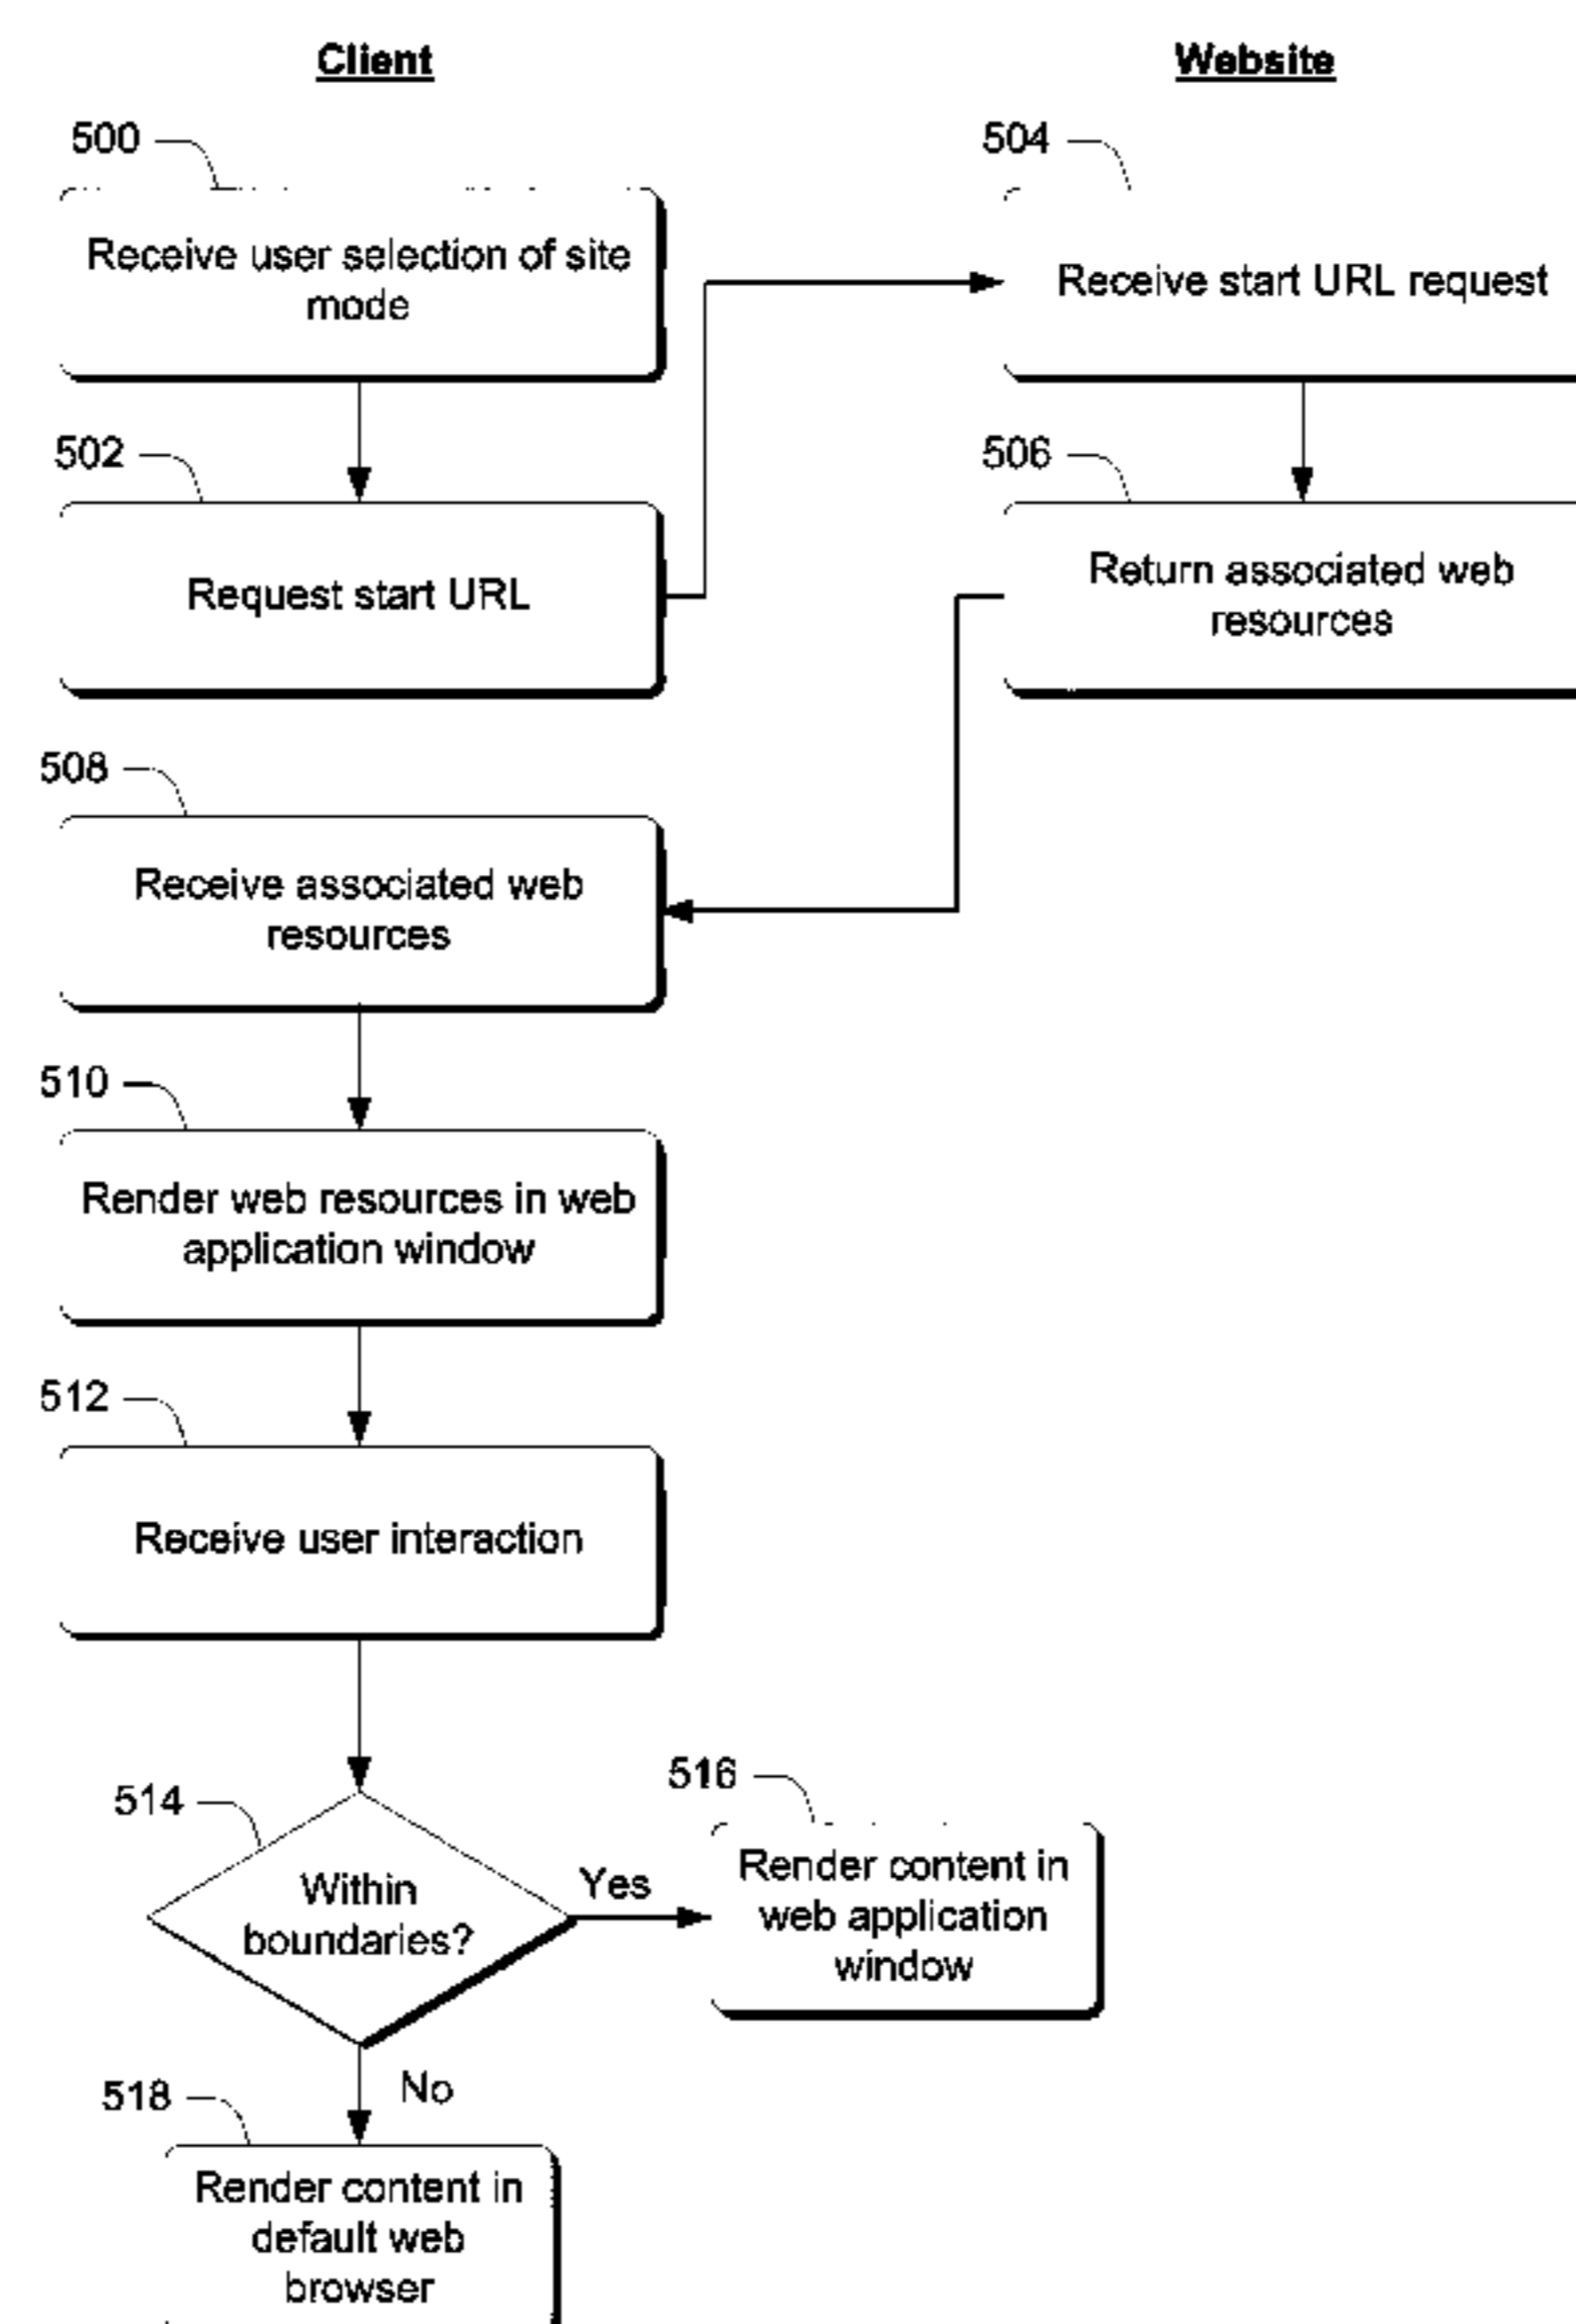 Client
Website
500
504
Receive user selection of site
mode
Receive start URL request
502
506
Request start URL
Return associated web
resources
508
Receive associated web
resources
510
Render web resources in web
application window
512
Receive user interaction
514
Within
boundaries?
Yes
516
Render content in
web application
window
No
518
Render content in
default web
browser